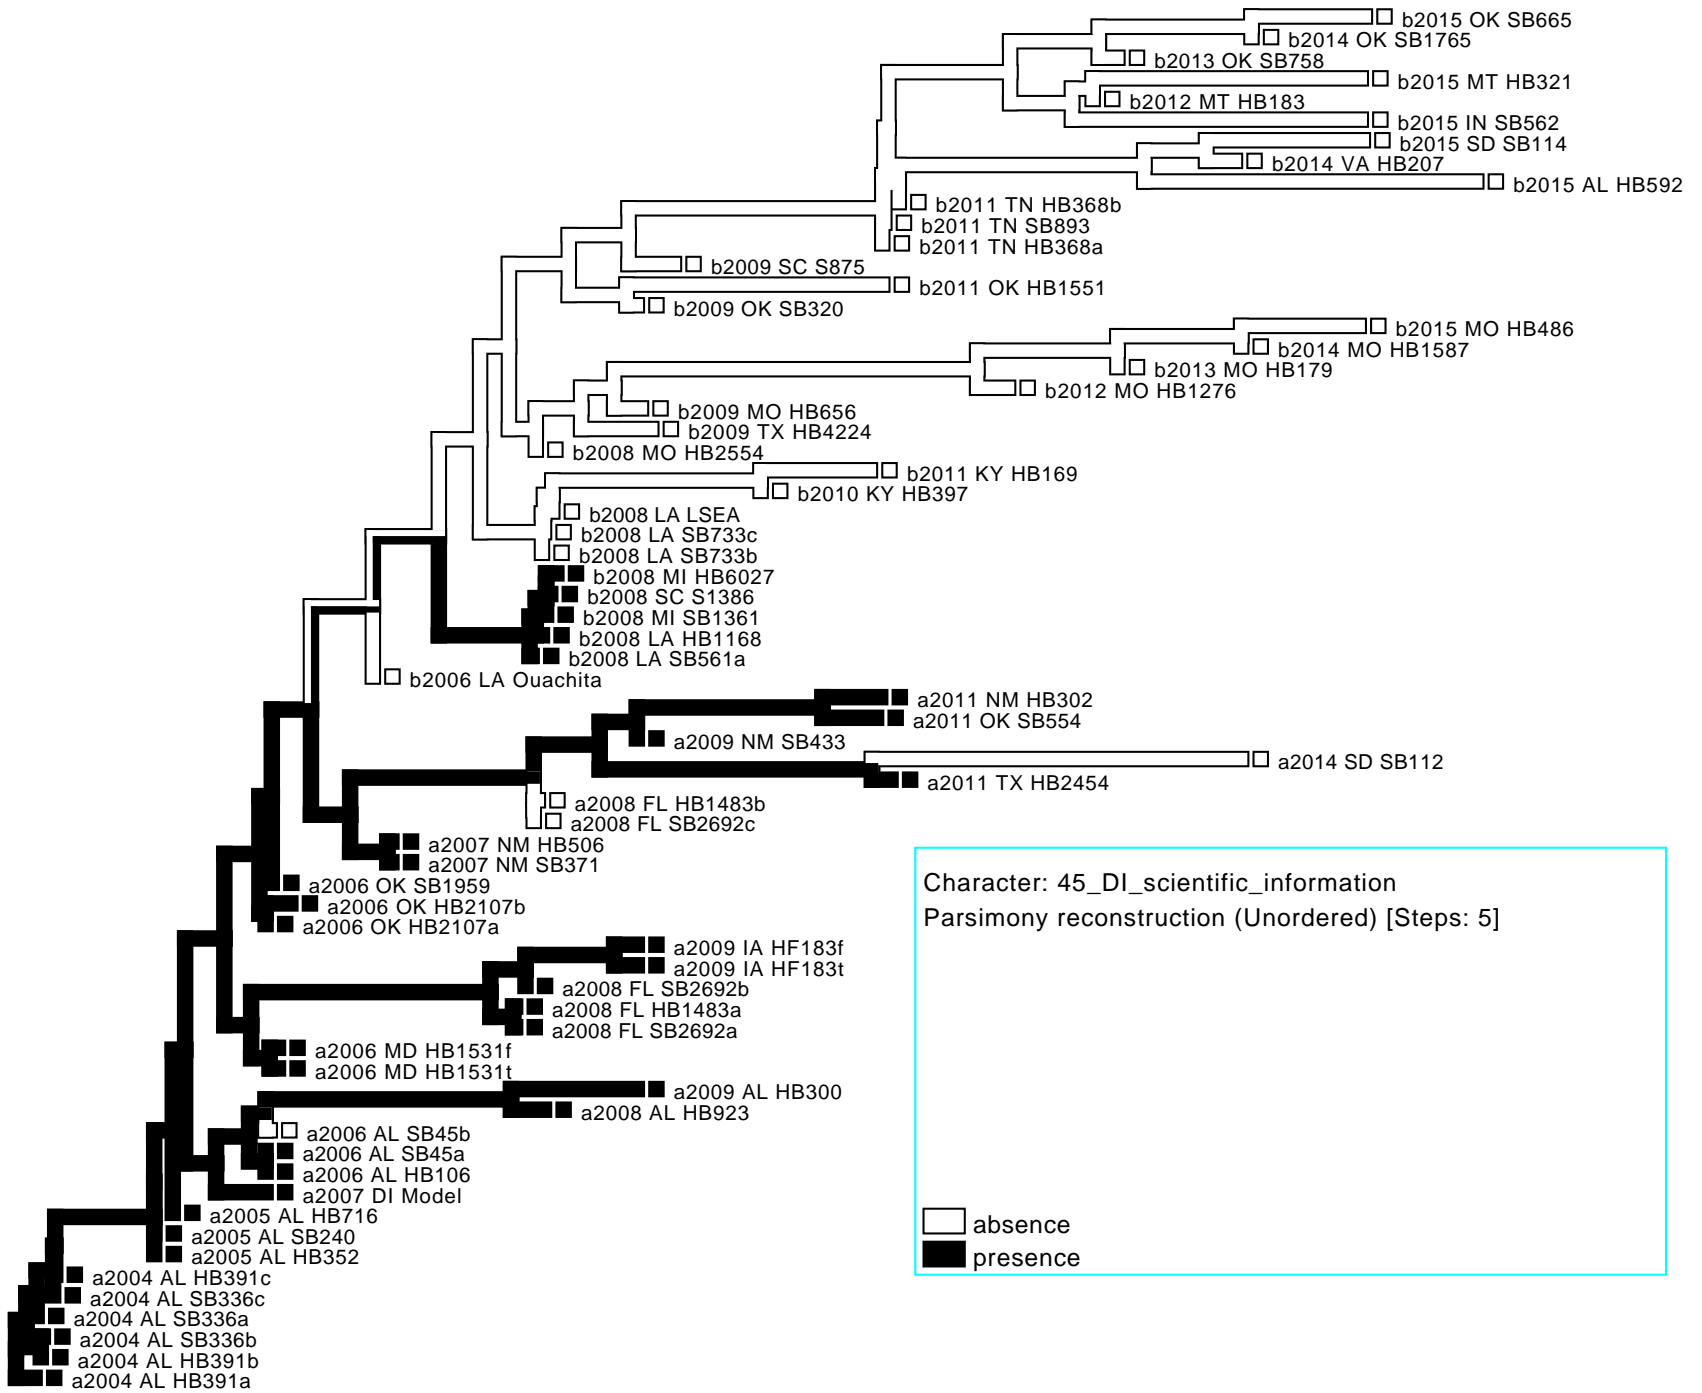 b2015 OK SB665
b2014 OK SB1765
b2013 OK SB758
b2015 MT HB321
b2012 MT HB183
b2015 IN SB562
b2015 SD SB114
b2014 VA HB207
b2015 AL HB592
b2011 TN HB368b
b2011 TN SB893
b2011 TN HB368a
b2009 SC S875
b2011 OK HB1551
b2009 OK SB320
b2015 MO HB486
b2014 MO HB1587
b2013 MO HB179
b2012 MO HB1276
b2009 MO HB656
b2009 TX HB4224
b2008 MO HB2554
b2011 KY HB169
b2010 KY HB397
b2008 LA LSEA
b2008 LA SB733c
b2008 LA SB733b
b2008 MI HB6027
b2008 SC S1386
b2008 MI SB1361
b2008 LA HB1168
b2008 LA SB561a
b2006 LA Ouachita
a2011 NM HB302
a2011 OK SB554
a2009 NM SB433
a2014 SD SB112
a2011 TX HB2454
a2008 FL HB1483b
a2008 FL SB2692c
a2007 NM HB506
a2007 NM SB371
a2006 OK SB1959
a2006 OK HB2107b
a2006 OK HB2107a
a2009 IA HF183f
a2009 IA HF183t
a2008 FL SB2692b
a2008 FL HB1483a
a2008 FL SB2692a
a2006 MD HB1531f
a2006 MD HB1531t
a2009 AL HB300
a2008 AL HB923
a2006 AL SB45b
a2006 AL SB45a
a2006 AL HB106
a2007 DI Model
a2005 AL HB716
a2005 AL SB240
a2005 AL HB352
a2004 AL HB391c
a2004 AL SB336c
a2004 AL SB336a
a2004 AL SB336b
a2004 AL HB391b
a2004 AL HB391a
Character: 45_DI_scientific_information
Parsimony reconstruction (Unordered) [Steps: 5]
absence
presence